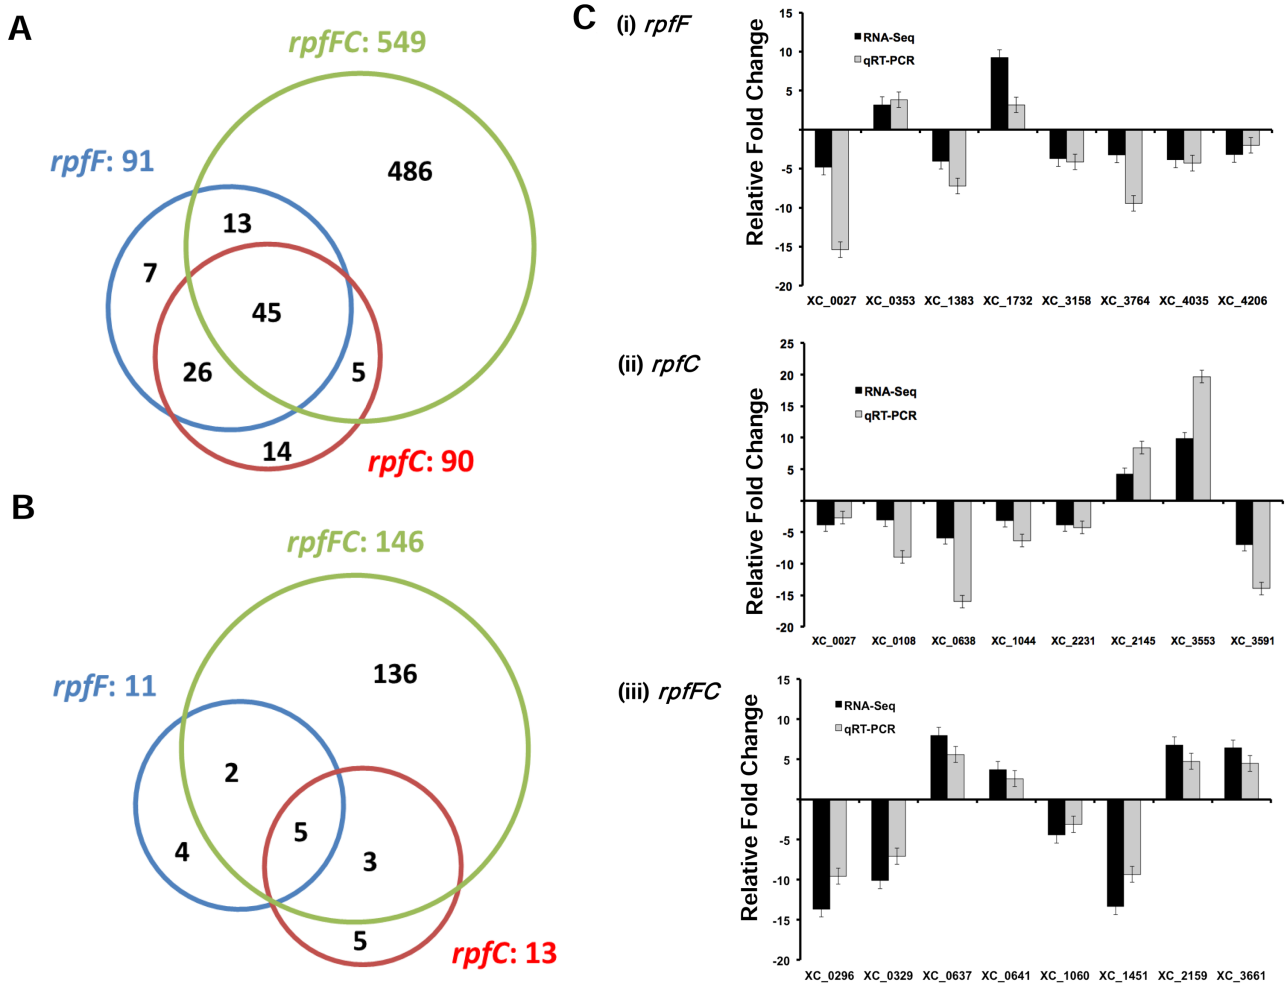 A
rpfFC: 549
rpfF: 91
486
13
7
45
26
5
14
rpfC: 90
B
rpfFC: 146
rpfF: 11
136
2
5
4
3
5
rpfC: 13
C
(i) rpfF
Relative Fold Change
15
10
5
-5
-10
-15
-20
RNA-Seq
qRT-PCR
XC_0027 XC_0353 XC_1383 XC_1732 XC_3158 XC_3764 XC_4035 XC_4206
(ii) rpfC
Relative Fold Change
25
20
15
10
5
-5
-10
-15
-20
RNA-Seq
qRT-PCR
XC_0027 XC_0108 XC_0638 XC_1044 XC_2231 XC_2145 XC_3553 XC_3591
(iii) rpfFC
Relative Fold Change
15
10
5
-5
-10
-15
-20
RNA-Seq
qRT-PCR
XC_0296 XC_0329 XC_0637 XC_0641 XC_1060 XC_1451 XC_2159 XC_3661